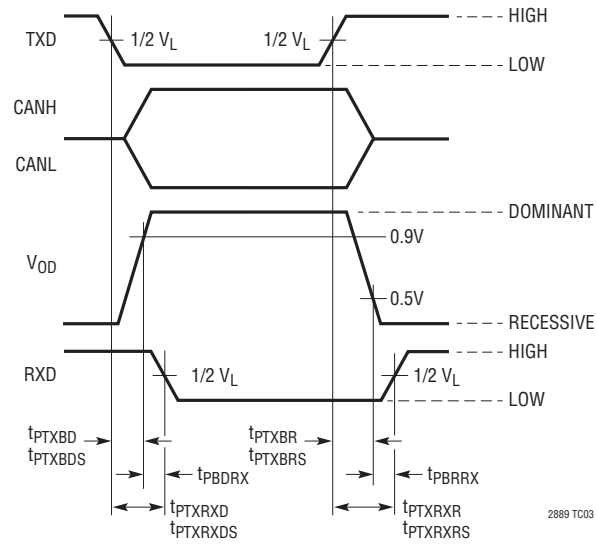 HIGH
TXD
1/2 VL
1/2 VL
LOW
CANH
CANL
DOMINANT
0.9V
VOD
0.5V
RECESSIVE
HIGH
RXD
1/2 VL
1/2 VL
LOW
tPTXBD
tPTXBDS
tPTXBR
tPTXBRS
tPBDRX
tPBRRX
tPTXRXD
tPTXRXDS
tPTXRXR
tPTXRXRS
2889 TC03